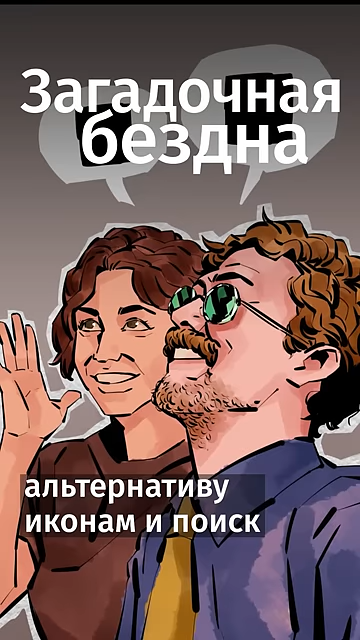 Загадочная
бездна
альтернативу
иконам и поиск